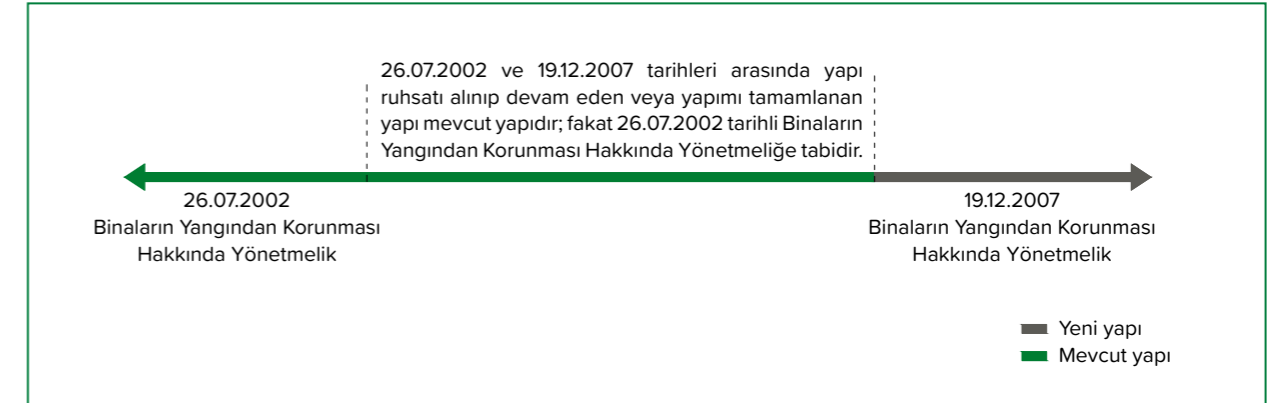 26.07.2002 ve 19.12.2007 tarihleri arasında yapı
ruhsatı alınıp devam eden veya yapımı tamamlanan
yapı mevcut yapıdır; fakat 26.07.2002 tarihli Binaların
Yangından Korunması Hakkında Yönetmeliğe tabidir.
26.07.2002
Binaların Yangından Korunması
Hakkında Yönetmelik
19.12.2007
Binaların Yangından Korunması
Hakkında Yönetmelik
Yeni yapı
Mevcut yapı